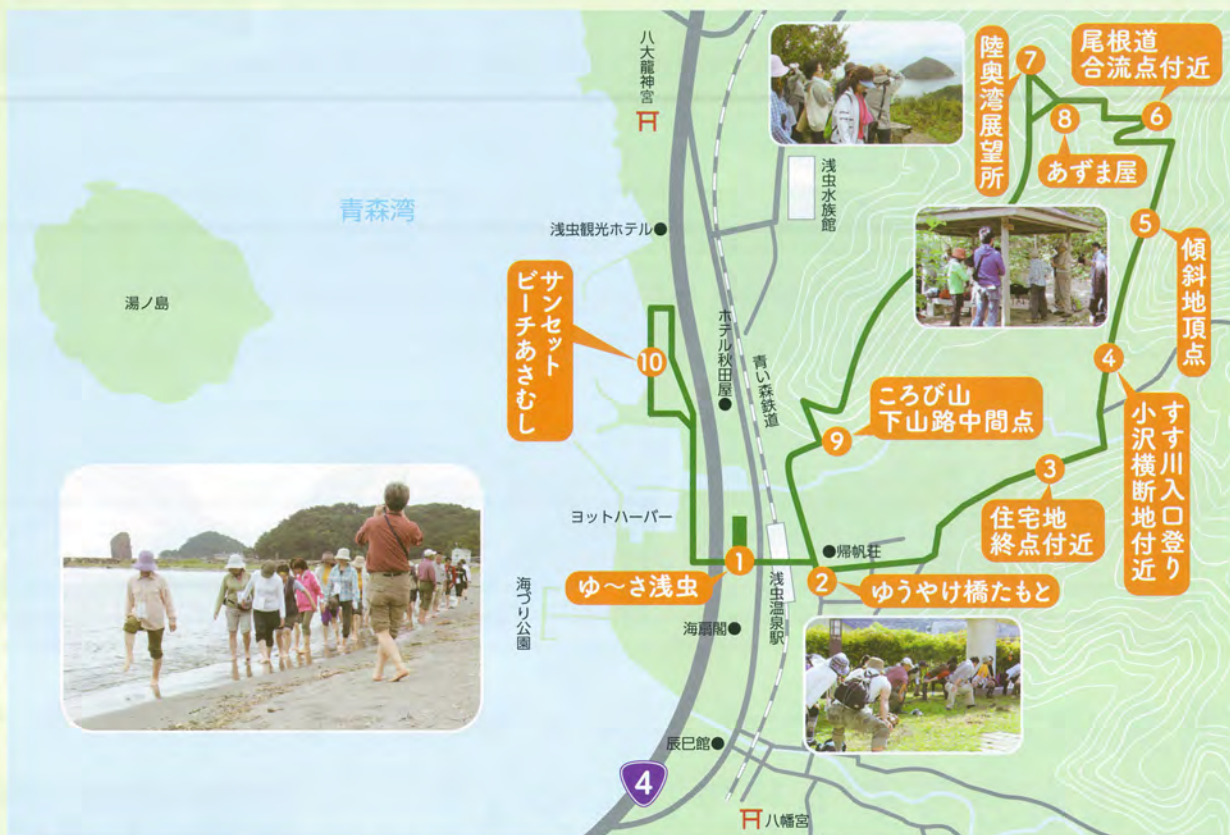 八大龍神宮
青森湾
湯ノ島
浅虫観光ホテル
浅虫水族館
陸奥湾展望所
7
尾根道
合流点付近
6
8
あずま屋
5
傾斜地頂点
サンセット
ビーチあさむし
10
ホテル秋田屋
青い森鉄道
9
ころび山
下山路中間点
4
すす川入口登り
小沢横断地付近
3
住宅地
終点付近
ヨットハーバー
海づり公園
1
ゆ〜さ浅虫
浅虫温泉駅
帰帆荘
2
ゆうやけ橋たもと
海扇閣
辰巳館
4
八幡宮